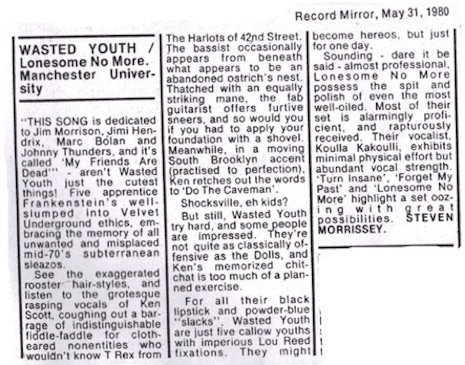 Record Mirror, May 31, 1980
WASTED YOUTH /
Lonesome No More.
Manchester Univer-
sity
"THIS SONG is dedicated
to Jim Morrison, Jimi Hen-
drix, Marc Bolan and
Johnny Thunders, and it's
called 'My Friends Are
Dead'" - aren't Wasted
Youth just the cutest
things! Five apprentice
Frankenstein's well-
slumped into Velvet
Underground ethics, em-
bracing the memory of all
unwanted and misplaced
mid-70's subterranean
sleazos.
See the exaggerated
rooster hair-styles, and
listen to the grotesque
rasping vocals of Ken
Scott, coughing out a bar-
rage of indistinguishable
fiddle-faddle for cloth-
eared nonentities who
wouldn't know T Rex from
The Harlots of 42nd Street.
The bassist occasionally
appears from beneath
what appears to be an
abandoned ostrich's nest.
Thatched with an equally
striking mane, the fab
guitarist offers furtive
sneers, and so would you
if you had to apply your
foundation with a shovel.
Meanwhile, in a moving
South Brooklyn accent
(practised to perfection),
Ken retches out the words
to 'Do The Caveman'.
Shocksville, eh kids?
But still, Wasted Youth
try hard, and some people
are impressed. They're
not quite as classically of-
fensive as the Dolls, and
Ken's memorized chit-
chat is too much of a plan-
ned exercise.
For all their black
lipstick and powder-blue
"slacks", Wasted Youth
are just five callow youths
with imperious Lou Reed
fixations. They might
become hereos, but just
for one day.
Sounding - dare it be
said - almost professional,
Lonesome No More
possess the spit and
polish of even the most
well-oiled. Most of their
set is alarmingly profi-
cient, and rapturously
received. Their vocalist,
Koulla Kakoulli, exhibits
minimal physical effort but
abundant vocal strength.
'Turn Insane', 'Forget My
Past' and 'Lonesome No
More' highlight a set ooz-
ing with great
possibilities. STEVEN
MORRISSEY.